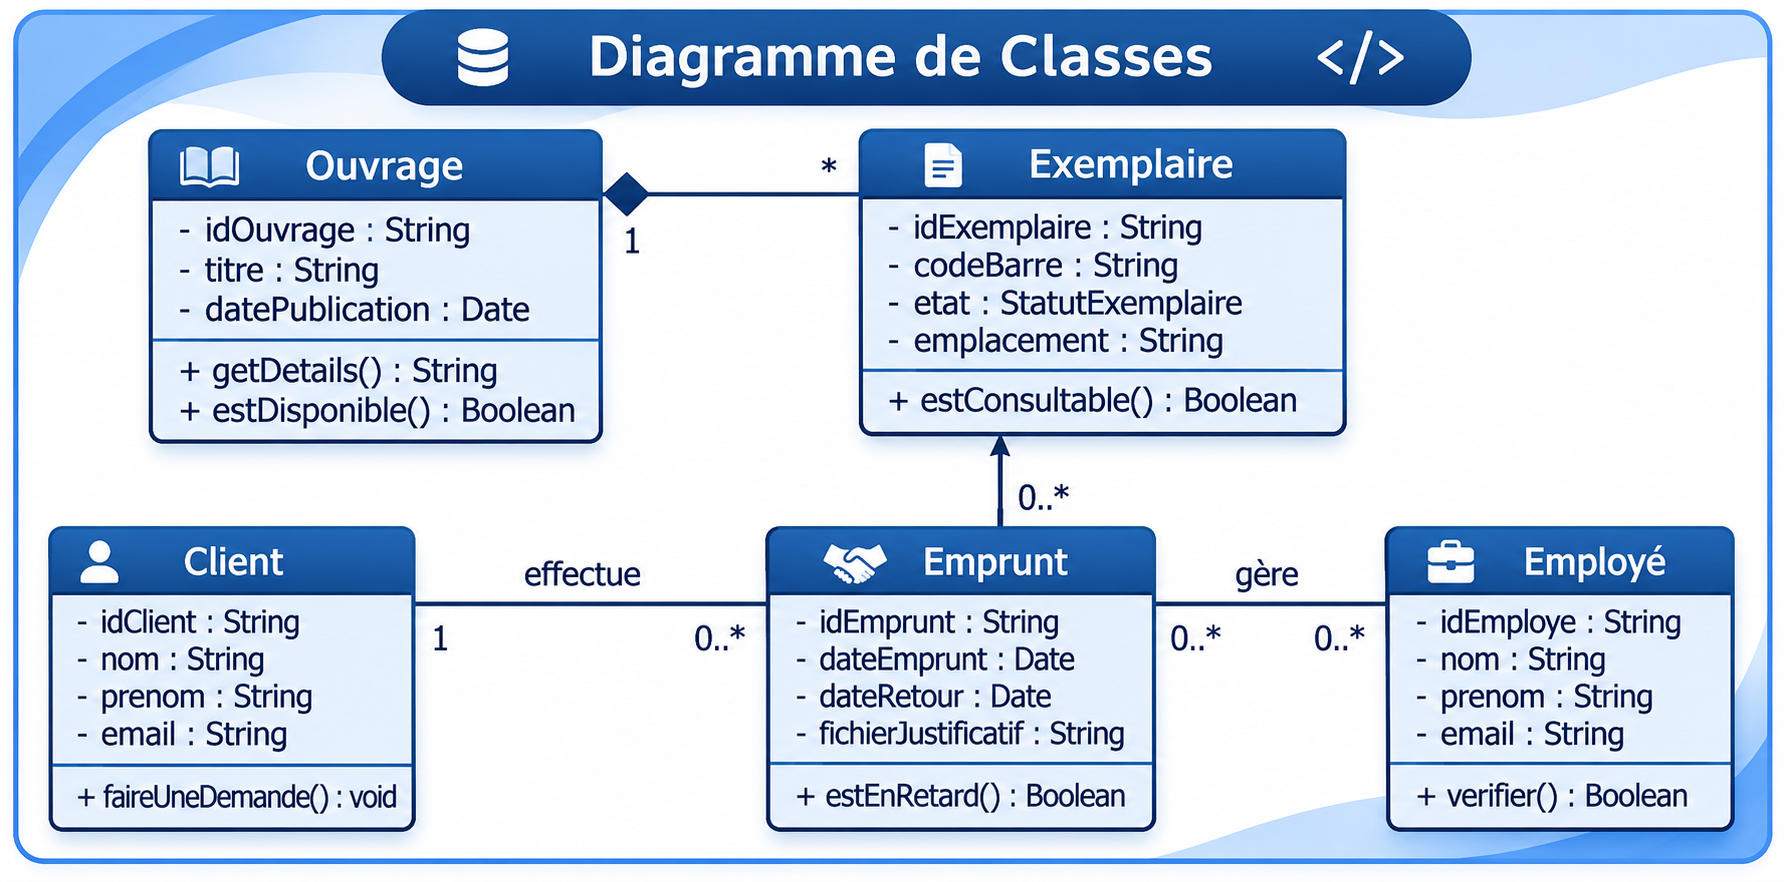 Diagramme de Classes </>
Ouvrage
- idOuvrage : String
- titre : String
- datePublication : Date
+ getDetails() : String
+ estDisponible() : Boolean
1
*
Exemplaire
- idExemplaire : String
- codeBarre : String
- etat : StatutExemplaire
- emplacement : String
+ estConsultable() : Boolean
0..*
Client
- idClient : String
- nom : String
- prenom : String
- email : String
+ faireUneDemande() : void
effectue
1
0..*
Emprunt
- idEmprunt : String
- dateEmprunt : Date
- dateRetour : Date
- fichierJustificatif : String
+ estEnRetard() : Boolean
gère
0..*
0..*
Employé
- idEmploye : String
- nom : String
- prenom : String
- email : String
+ verifier() : Boolean